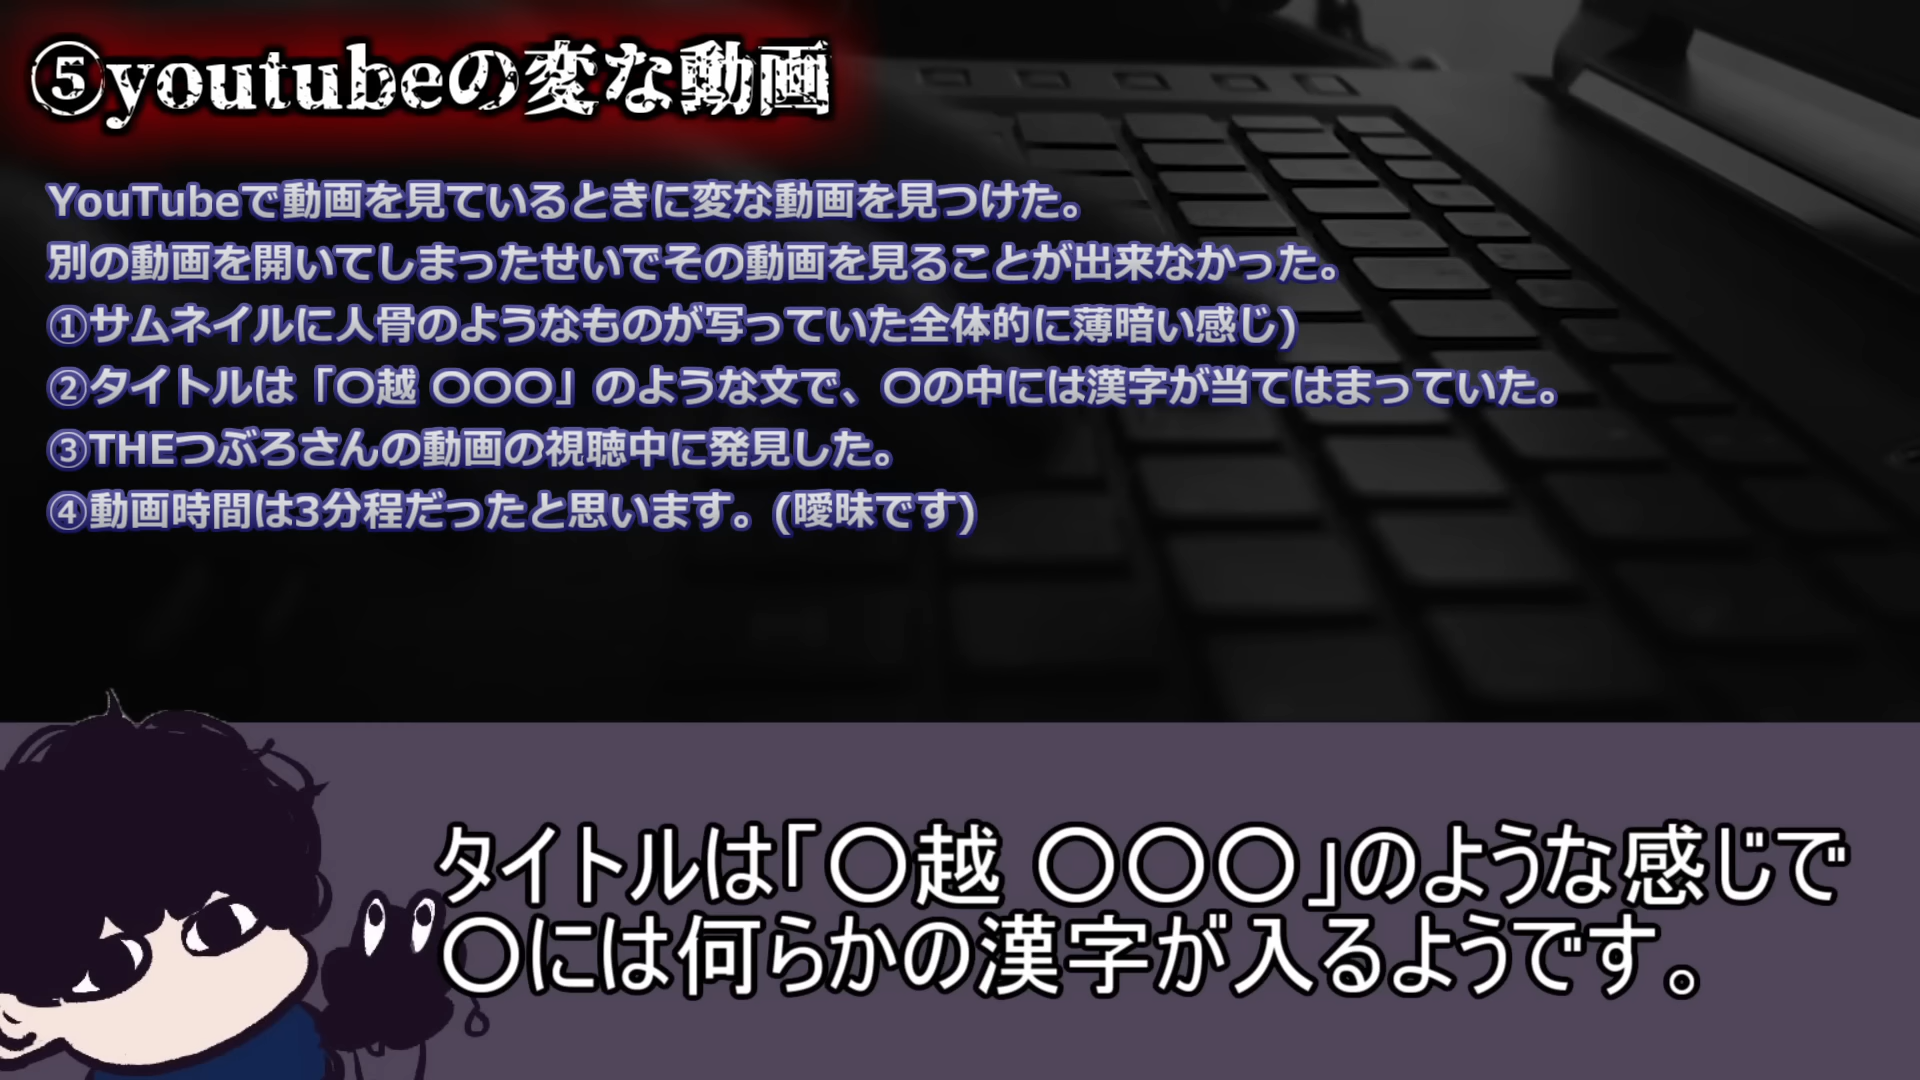 ⑤youtubeの変な動画
YouTubeで動画を見ているときに変な動画を見つけた。
別の動画を開いてしまったせいでその動画を見ることが出来なかった。
①サムネイルに人骨のようなものが写っていた全体的に薄暗い感じ)
②タイトルは「〇越 〇〇〇」のような文で、〇の中には漢字が当てはまっていた。
③THEつぶろさんの動画の視聴中に発見した。
④動画時間は3分程だったと思います。(曖昧です)
タイトルは「〇越 〇〇〇」のような感じで
〇には何らかの漢字が入るようです。